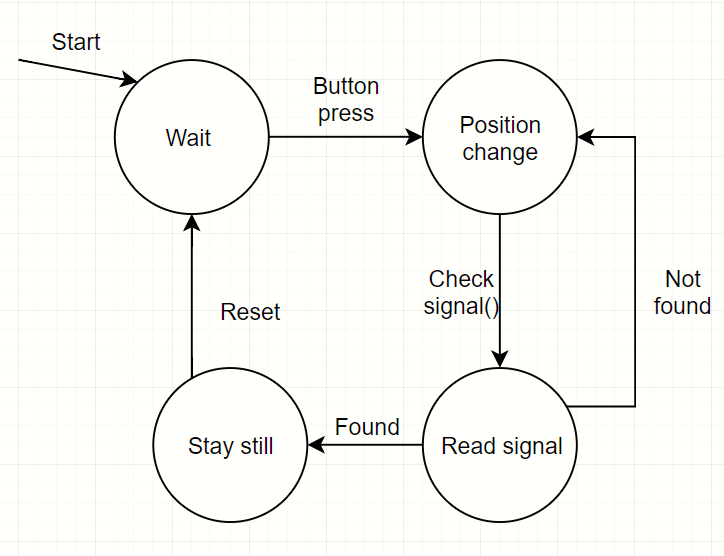 Start
Button
press
Wait
Position
change
Check
signal()
Not
found
Reset
Found
Stay still
Read signal